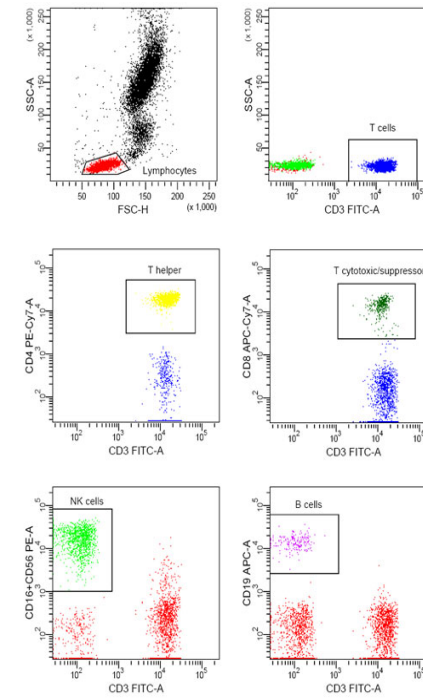 (x 1,000)
SSC-A
250
200
150
100
50
Lymphocytes
50 100 150 200 250
FSC-H
(x 1,000)
(x 1,000)
SSC-A
250
200
150
100
50
T cells
10² 10³ 10⁴ 10⁵
CD3 FITC-A
CD4 PE-Cy7-A
10⁵
10⁴
10³
10²
T helper
10² 10³ 10⁴ 10⁵
CD3 FITC-A
CD8 APC-Cy7-A
10⁵
10⁴
10³
10²
T cytotoxic/suppressor
10² 10³ 10⁴ 10⁵
CD3 FITC-A
CD16+CD56 PE-A
10⁵
10⁴
10³
10²
NK cells
10² 10³ 10⁴ 10⁵
CD3 FITC-A
CD19 APC-A
10⁵
10⁴
10³
10²
B cells
10² 10³ 10⁴ 10⁵
CD3 FITC-A